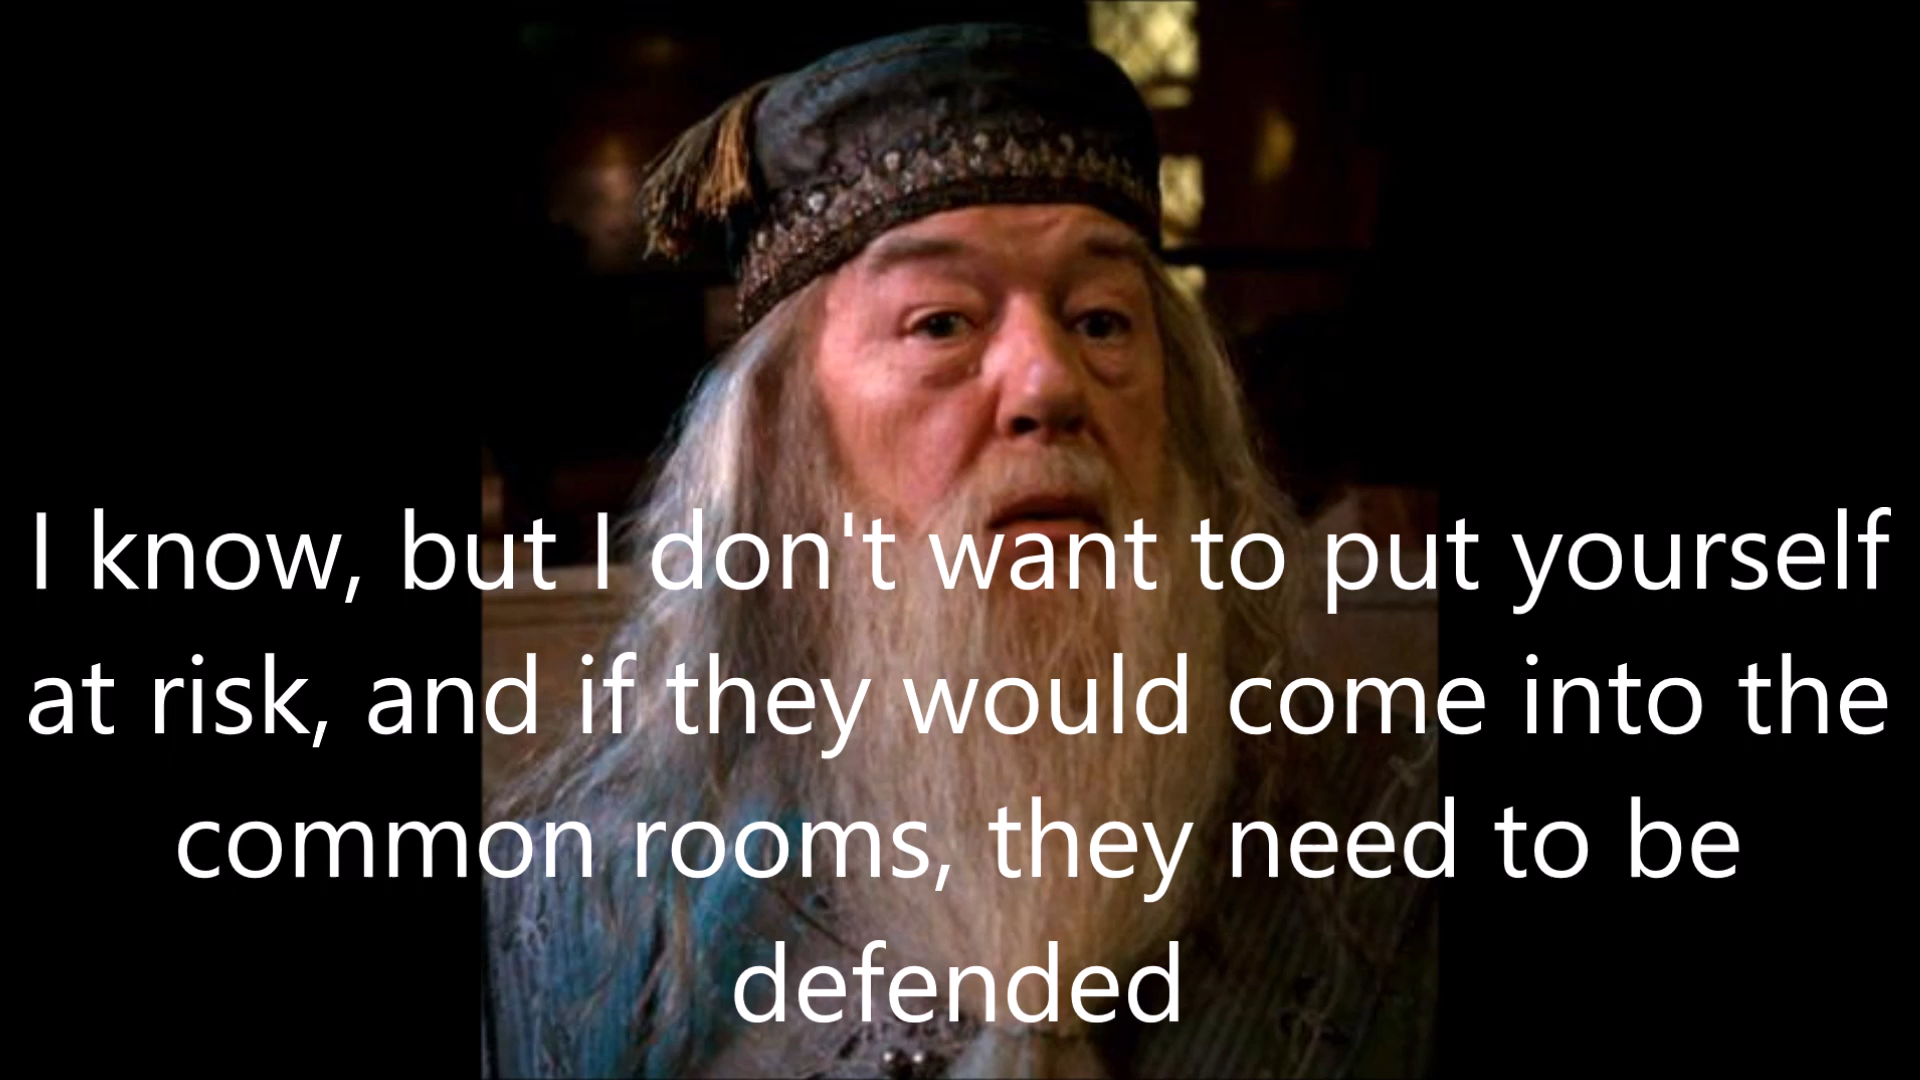 I know, but I don't want to put yourself
at risk, and if they would come into the
common rooms, they need to be
defended